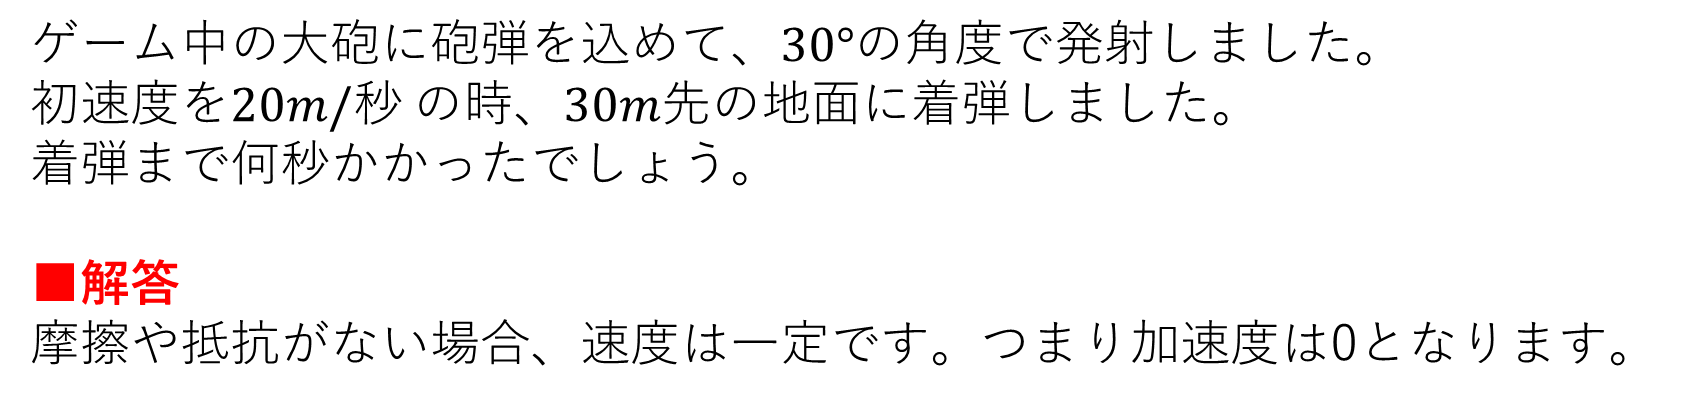 ゲーム中の大砲に砲弾を込めて、30°の角度で発射しました。
初速度を20m/秒 の時、30m先の地面に着弾しました。
着弾まで何秒かかったでしょう。
■解答
摩擦や抵抗がない場合、速度は一定です。つまり加速度は0となります。